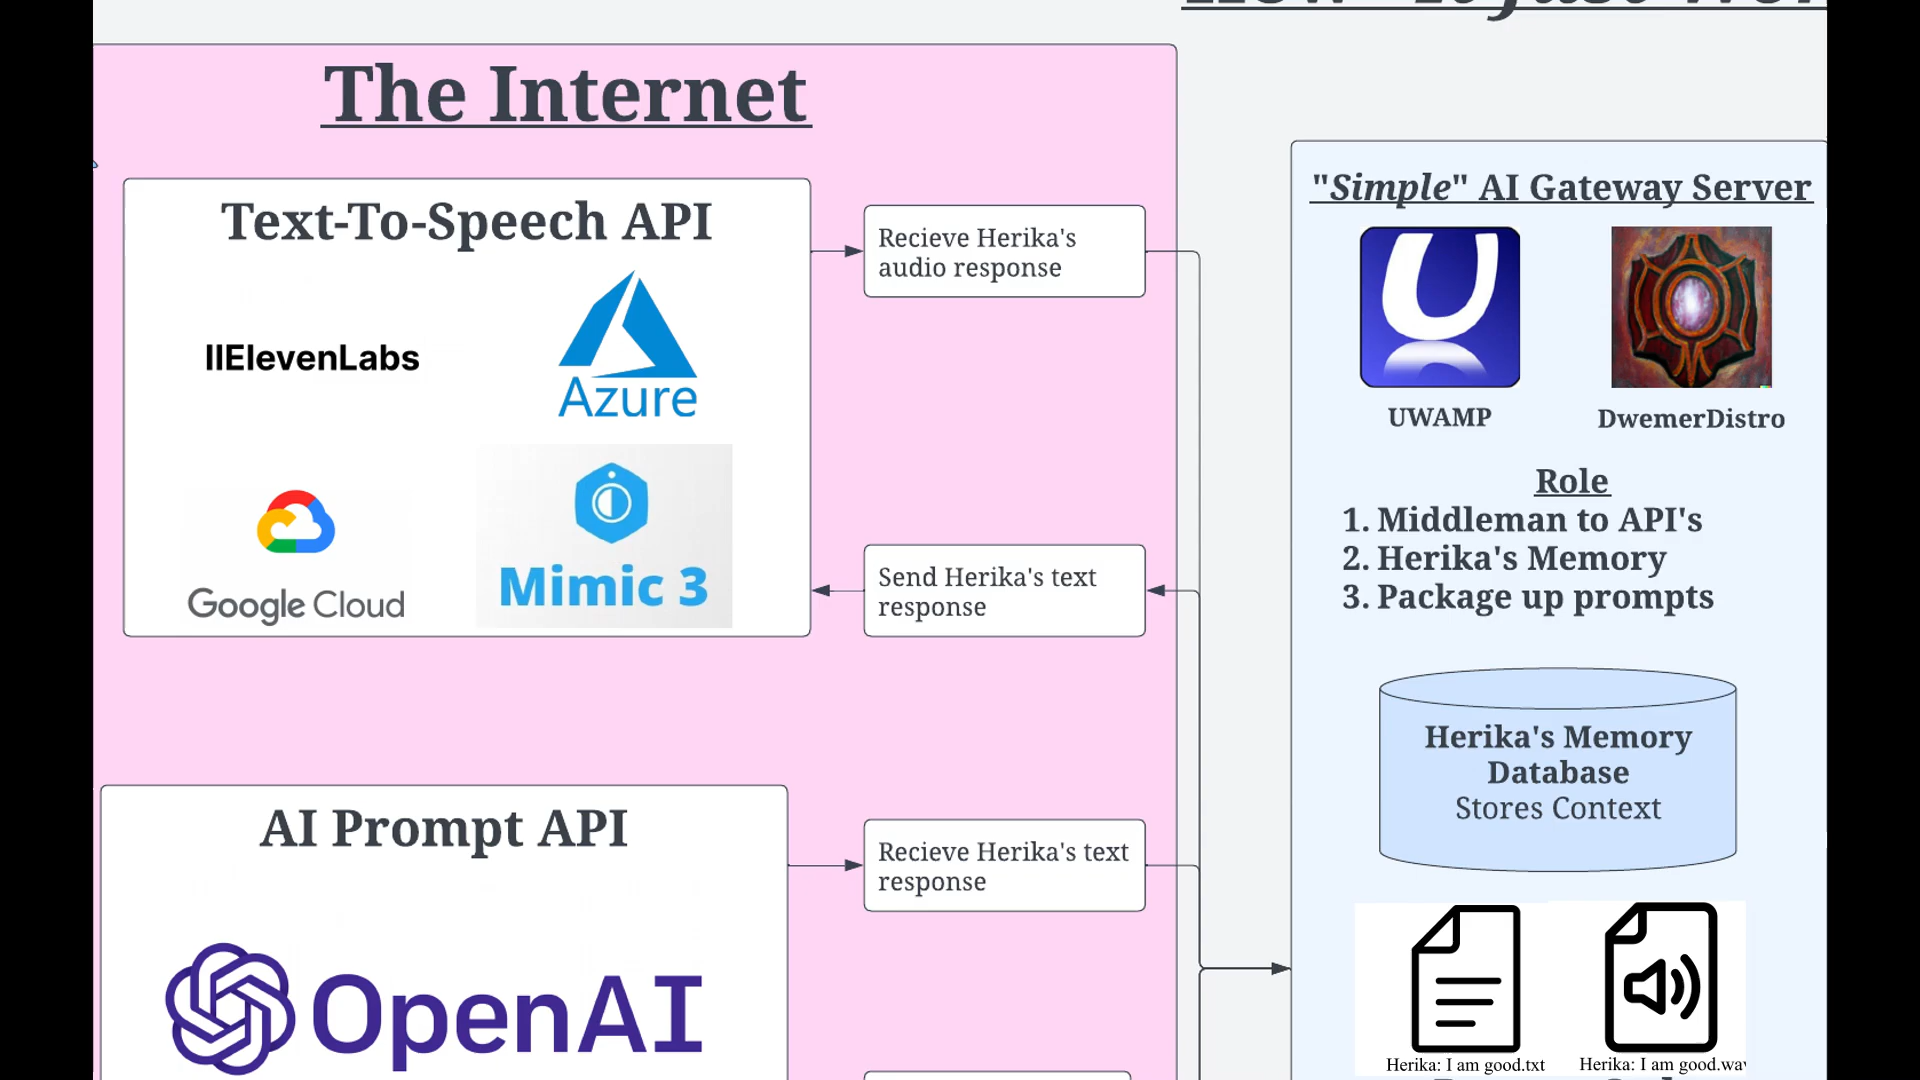 The Internet
Text-To-Speech API
IIElevenLabs
Azure
Google Cloud
Mimic 3
Recieve Herika's
audio response
Send Herika's text
response
AI Prompt API
OpenAI
Recieve Herika's text
response
"Simple" AI Gateway Server
UWAMP
DwemerDistro
Role
1. Middleman to API's
2. Herika's Memory
3. Package up prompts
Herika's Memory
Database
Stores Context
Herika: I am good.txt
Herika: I am good.wav